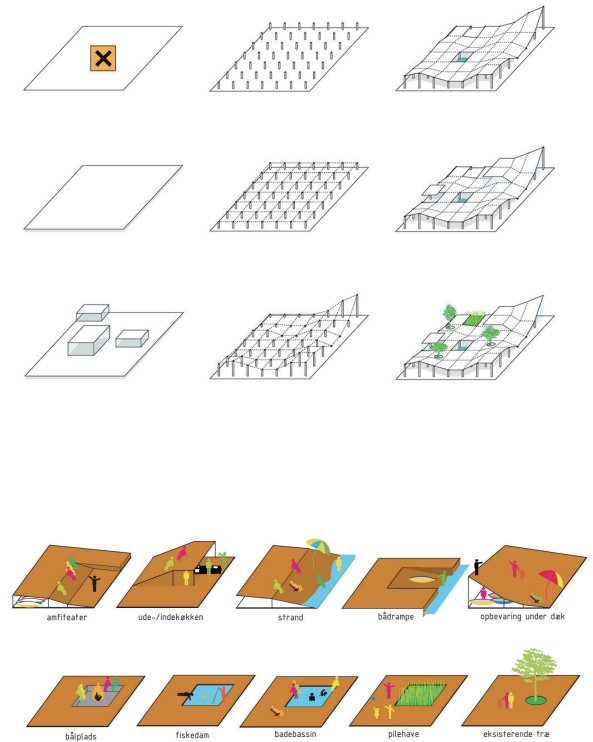 amfiteater
ude-/indekøkken
strand
bådrampe
opbevaring under dæk
bålplads
fiskedam
badebassin
pilehave
eksisterende træ